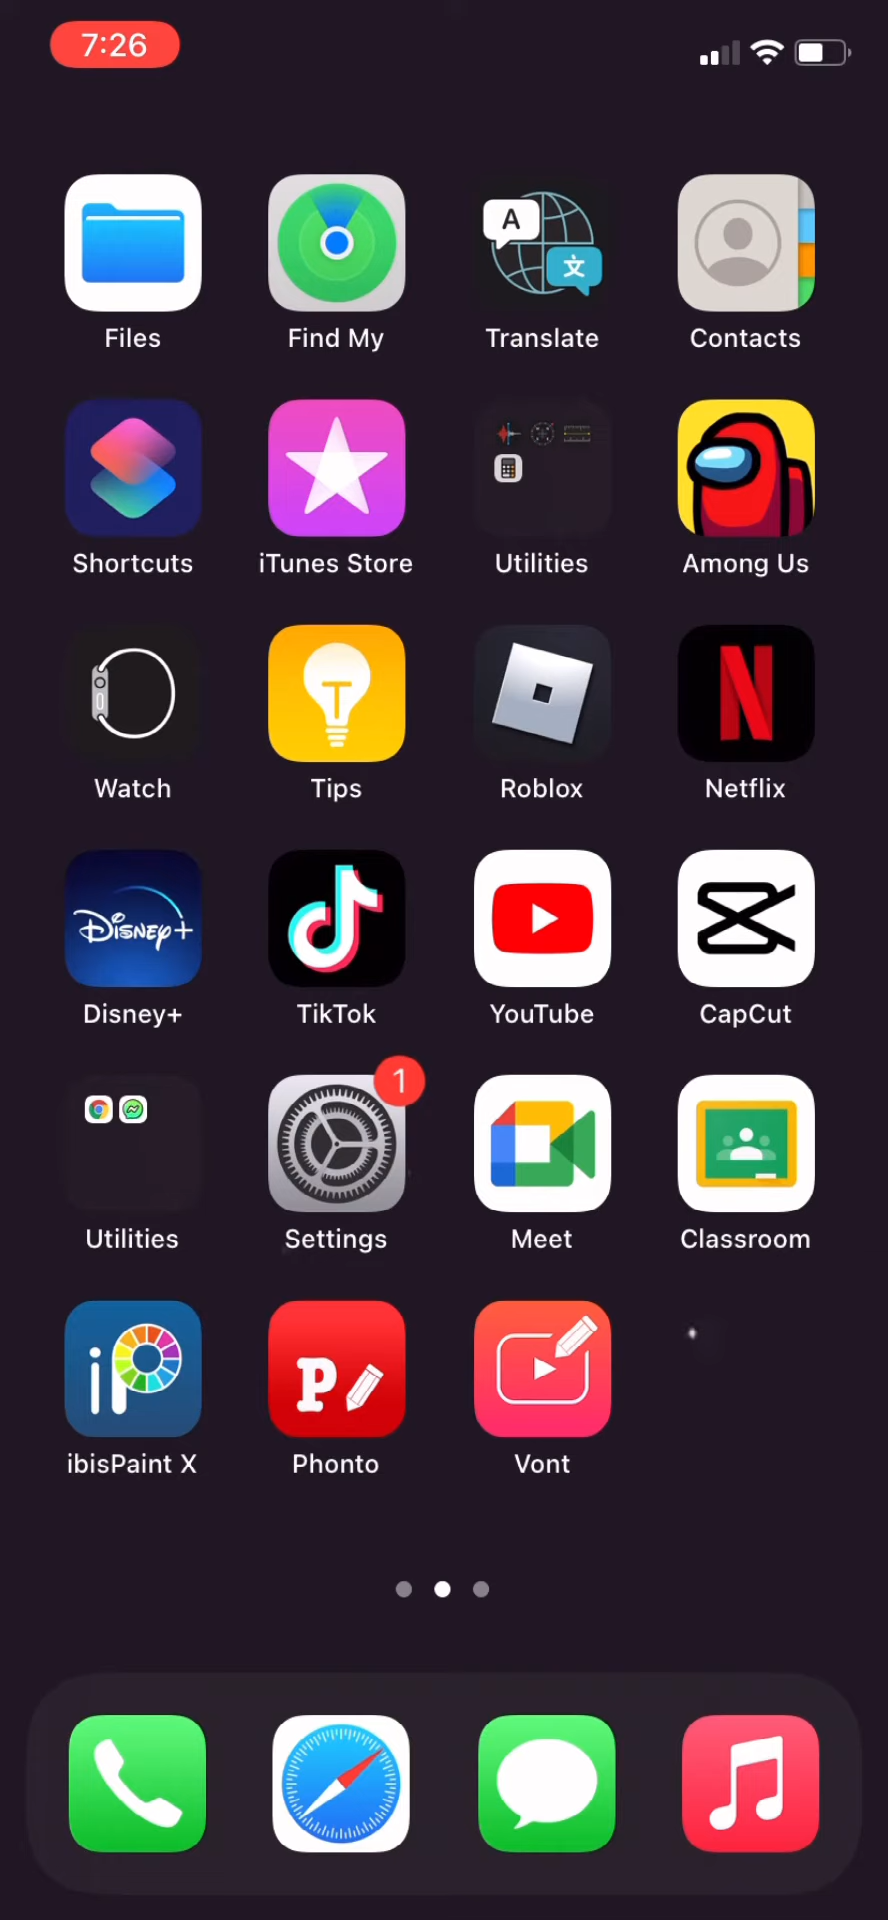 7:26
A
文
Files
Find My
Translate
Contacts
Shortcuts
iTunes Store
Utilities
Among Us
T
N
Watch
Tips
Roblox
Netflix
Disney+
Disney+
TikTok
YouTube
CapCut
1
Utilities
Settings
Meet
Classroom
iP
P
ibisPaint X
Phonto
Vont